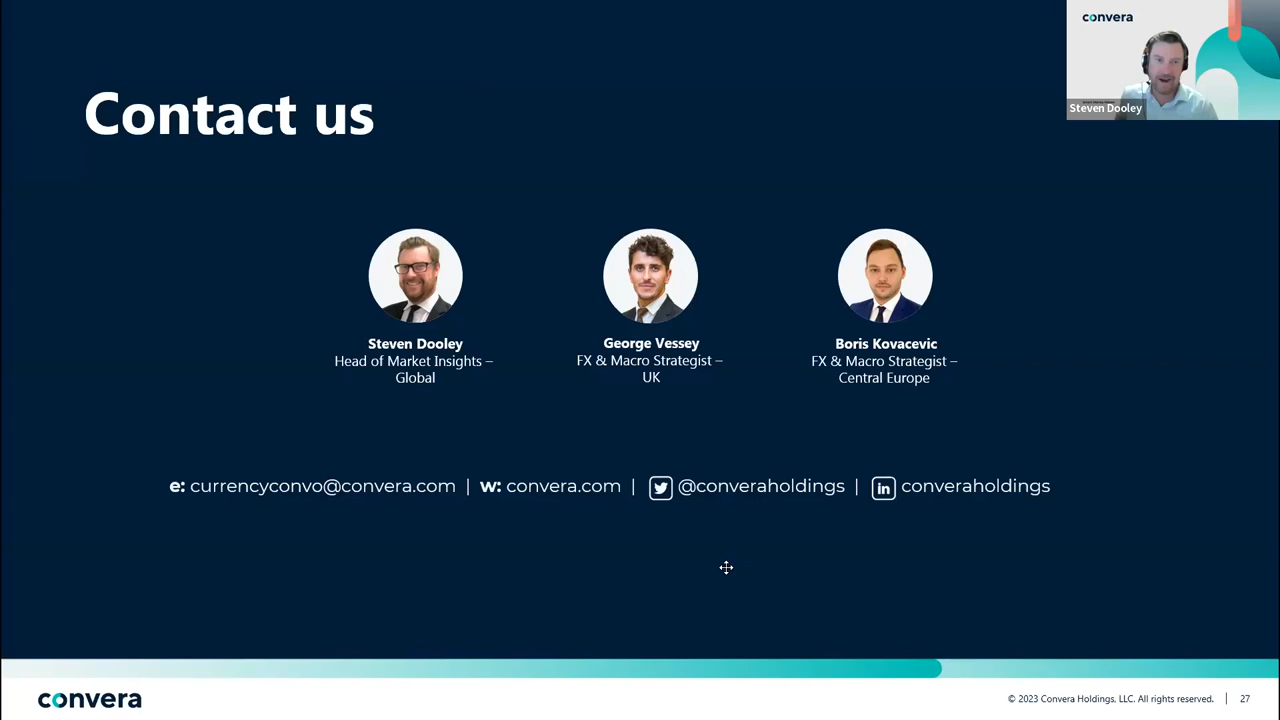 convera
Steven Dooley
Contact us
Steven Dooley
Head of Market Insights –
Global
George Vessey
FX & Macro Strategist –
UK
Boris Kovacevic
FX & Macro Strategist –
Central Europe
e: currencyconvo@convera.com | w: convera.com | @converaholdings | in converaholdings
convera
© 2023 Convera Holdings, LLC. All rights reserved. | 27